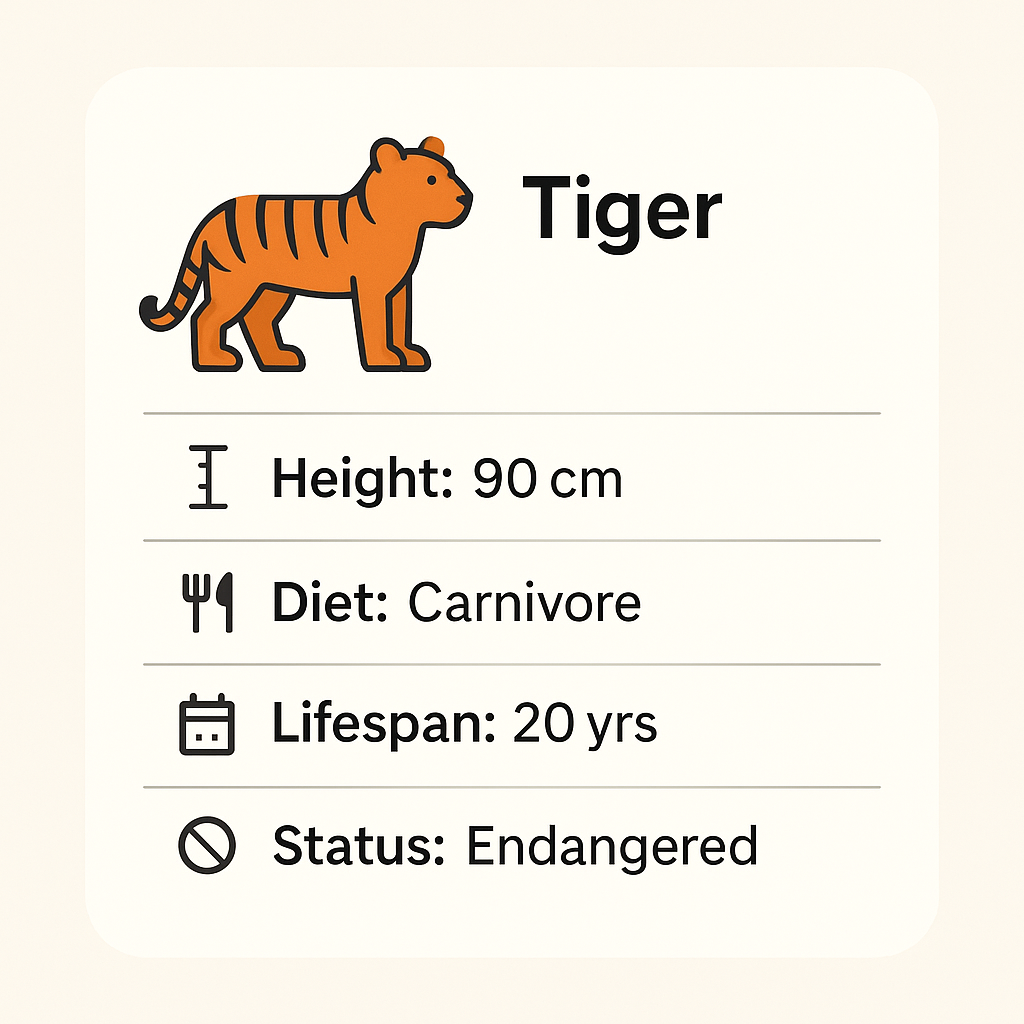 Tiger
Height: 90 cm
Diet: Carnivore
Lifespan: 20 yrs
Status: Endangered